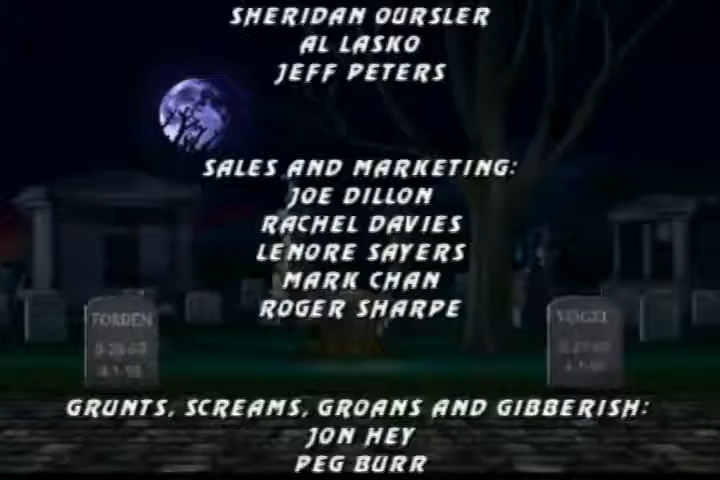 SHERIDAN OURSLER
AL LASKO
JEFF PETERS
SALES AND MARKETING:
JOE DILLON
RACHEL DAVIES
LENORE SAYERS
MARK CHAN
ROGER SHARPE
VOGEL
GRUNTS, SCREAMS, GROANS AND GIBBERISH:
JON HEY
PEG BURR